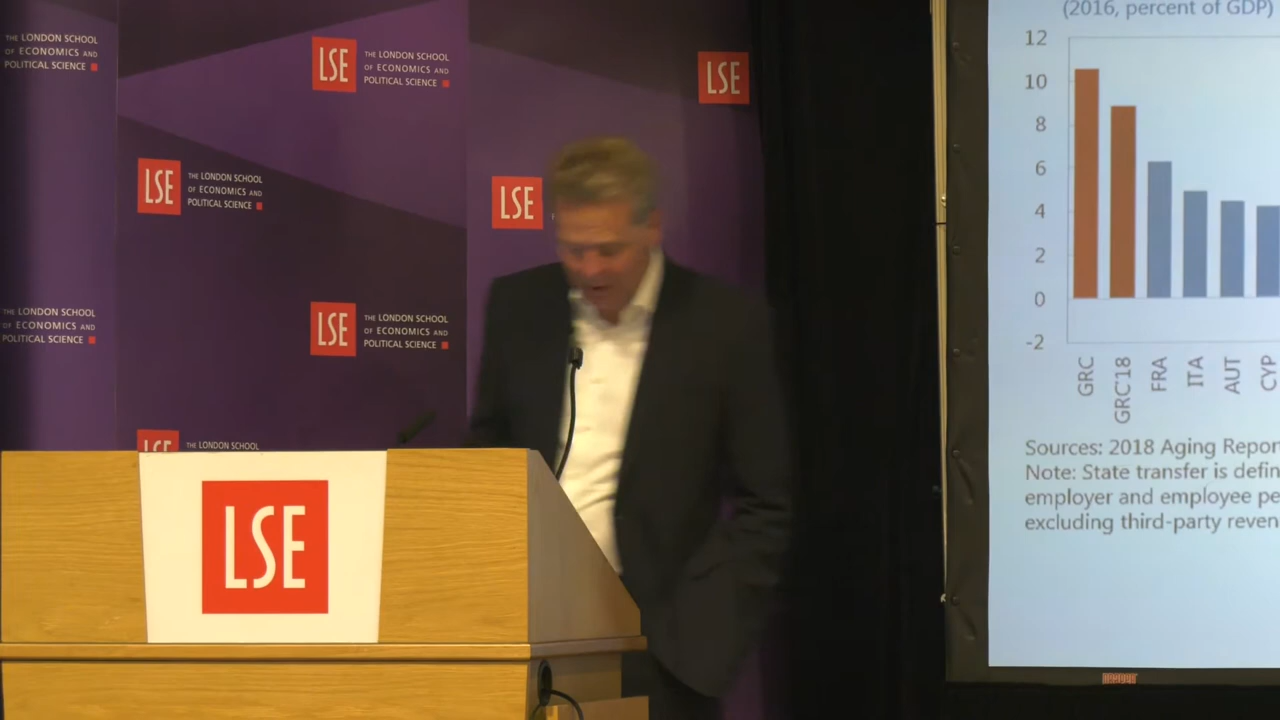 THE LONDON SCHOOL
OF ECONOMICS AND
POLITICAL SCIENCE
LSE
THE LONDON SCHOOL
OF ECONOMICS AND
POLITICAL SCIENCE
LSE
LSE
THE LONDON SCHOOL
OF ECONOMICS AND
POLITICAL SCIENCE
LSE
THE LONDON SCHOOL
OF ECONOMICS AND
POLITICAL SCIENCE
LSE
THE LONDON SCHOOL
OF ECONOMICS AND
POLITICAL SCIENCE
LSE
THE LONDON SCHOOL
LSE
(2016, percent of GDP)
12
10
8
6
4
2
0
-2
GRC
GRC'18
FRA
ITA
AUT
CYP
Sources: 2018 Aging Repor
Note: State transfer is defin
employer and employee pe
excluding third-party reven